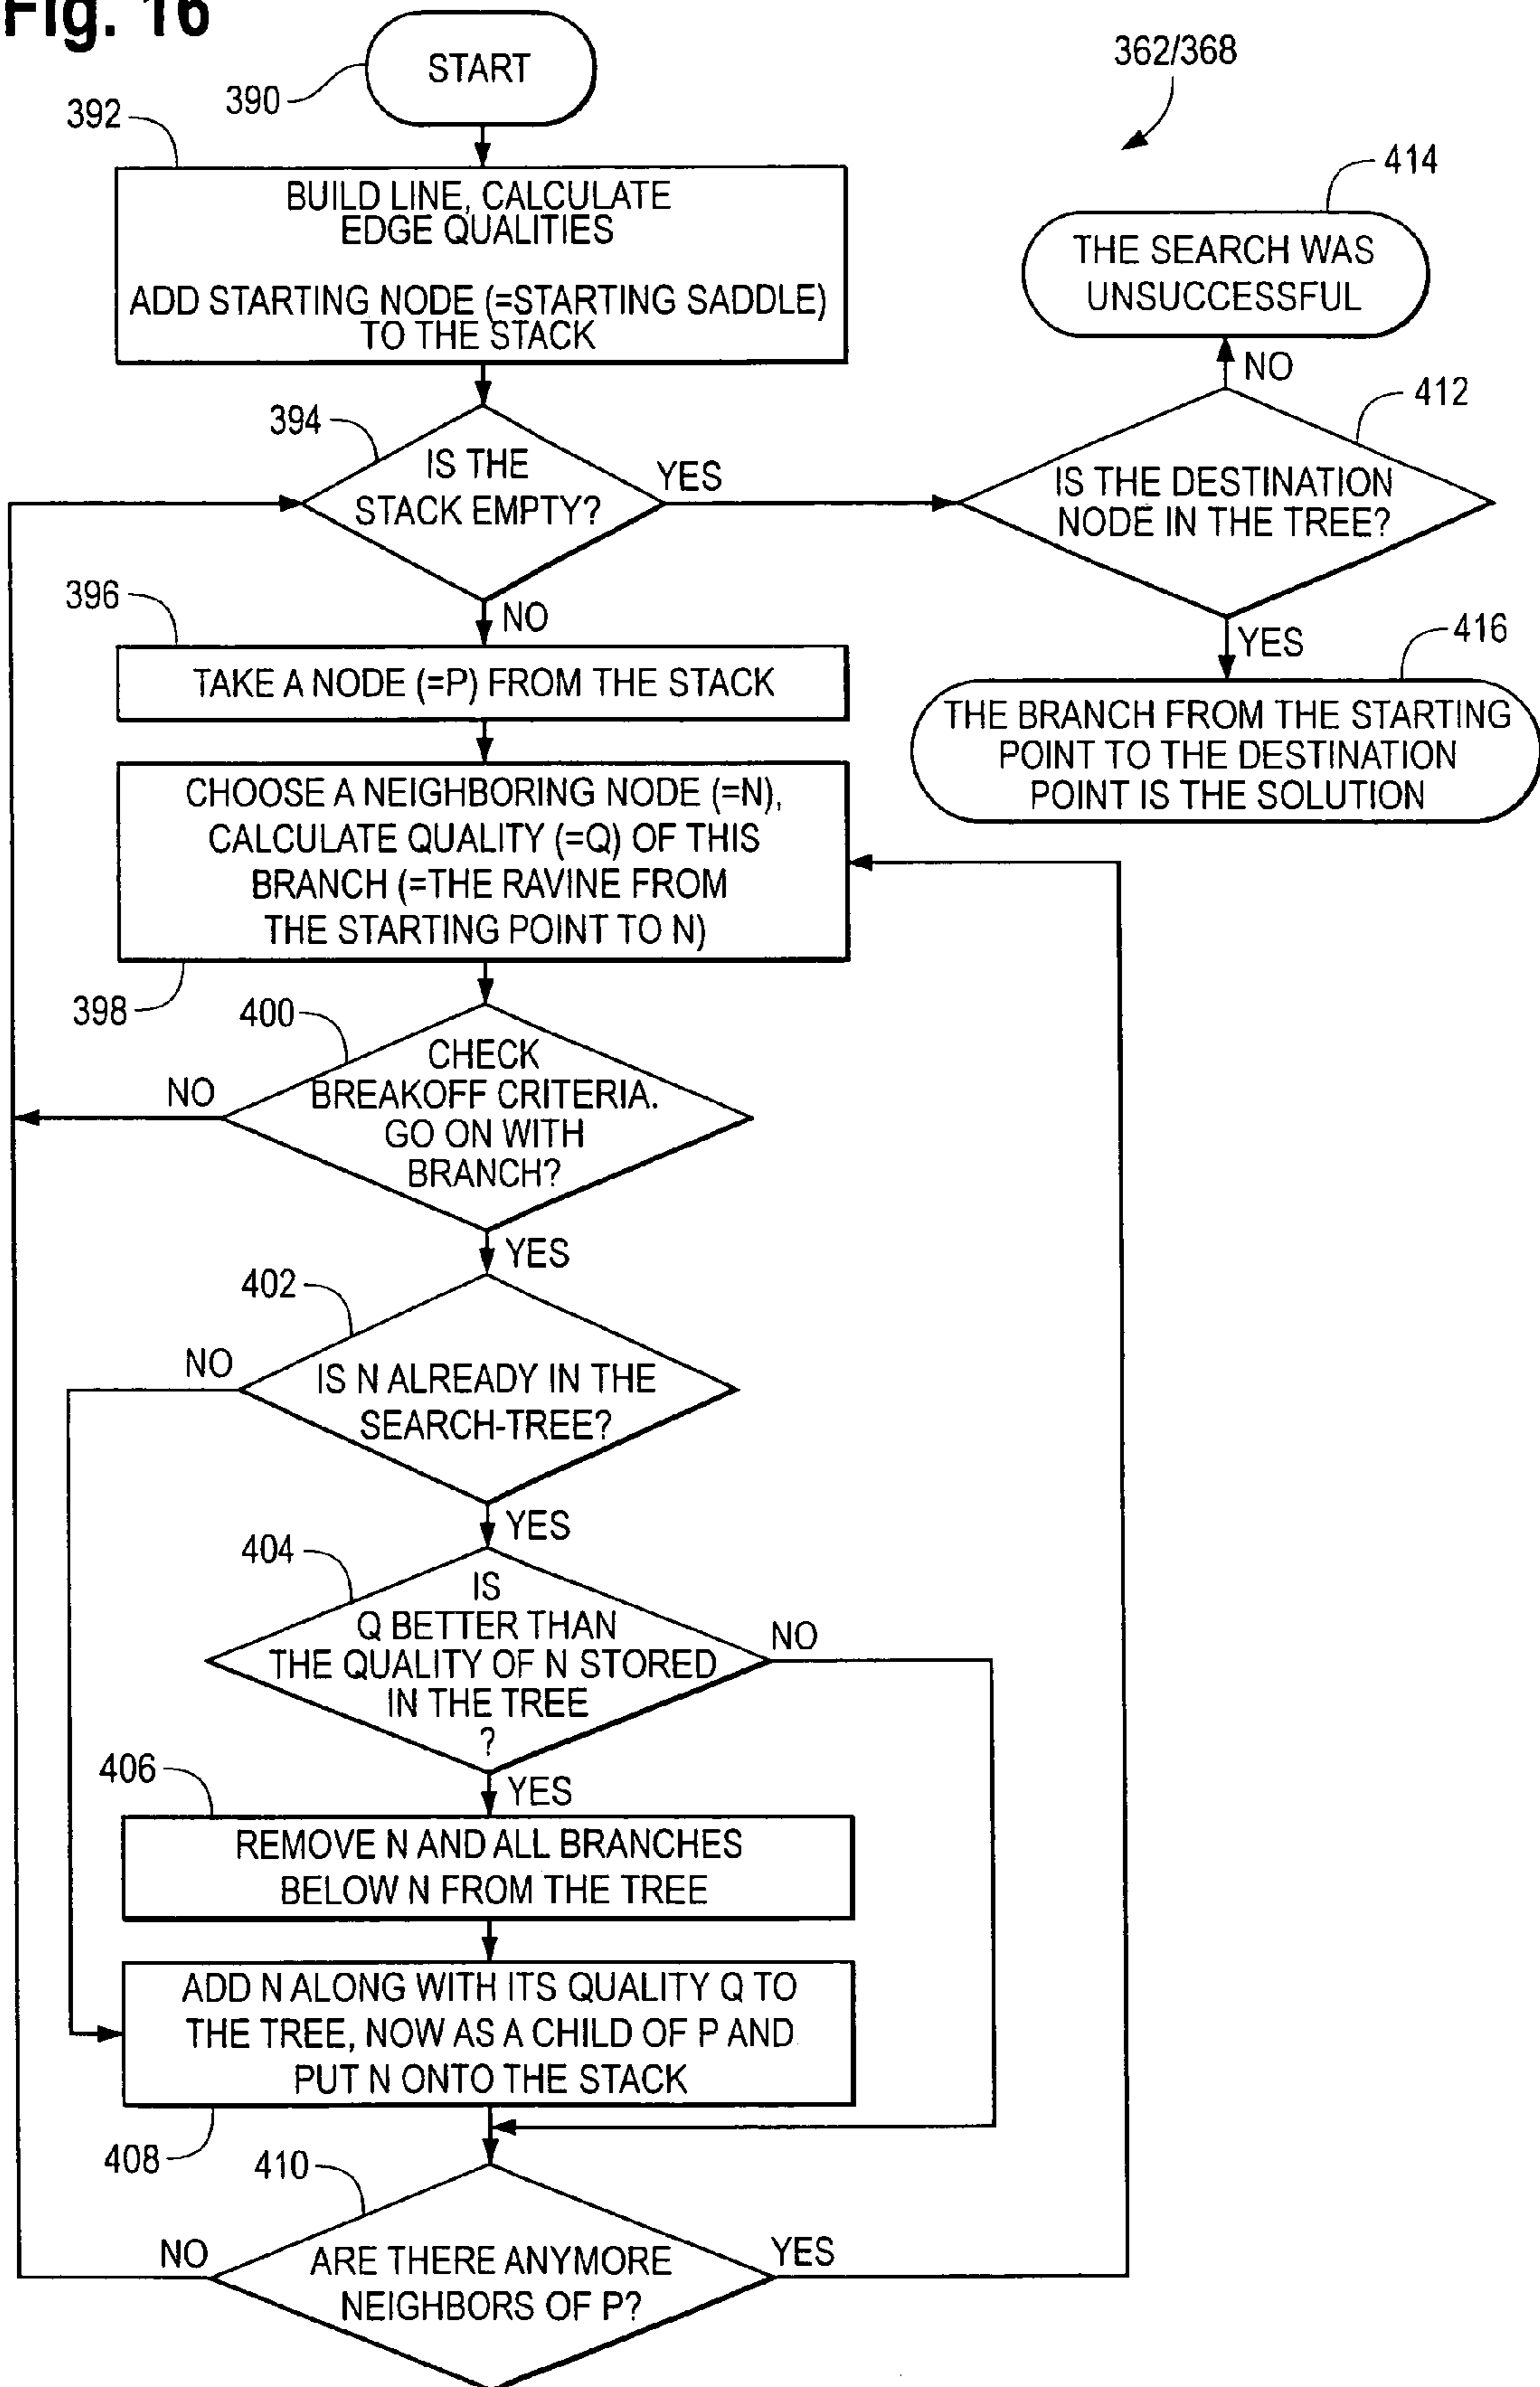 Fig. 16
START
390
362/368
392
BUILD LINE, CALCULATE
EDGE QUALITIES
ADD STARTING NODE (=STARTING SADDLE)
TO THE STACK
414
THE SEARCH WAS
UNSUCCESSFUL
NO
412
394
IS THE
STACK EMPTY?
YES
IS THE DESTINATION
NODE IN THE TREE?
396
NO
YES
416
TAKE A NODE (=P) FROM THE STACK
THE BRANCH FROM THE STARTING
POINT TO THE DESTINATION
POINT IS THE SOLUTION
CHOOSE A NEIGHBORING NODE (=N),
CALCULATE QUALITY (=Q) OF THIS
BRANCH (=THE RAVINE FROM
THE STARTING POINT TO N)
398
400
CHECK
BREAKOFF CRITERIA.
GO ON WITH
BRANCH?
NO
YES
402
NO
IS N ALREADY IN THE
SEARCH-TREE?
YES
404
IS
Q BETTER THAN
THE QUALITY OF N STORED
IN THE TREE
?
NO
406
YES
REMOVE N AND ALL BRANCHES
BELOW N FROM THE TREE
ADD N ALONG WITH ITS QUALITY Q TO
THE TREE, NOW AS A CHILD OF P AND
PUT N ONTO THE STACK
408
410
NO
ARE THERE ANYMORE
NEIGHBORS OF P?
YES